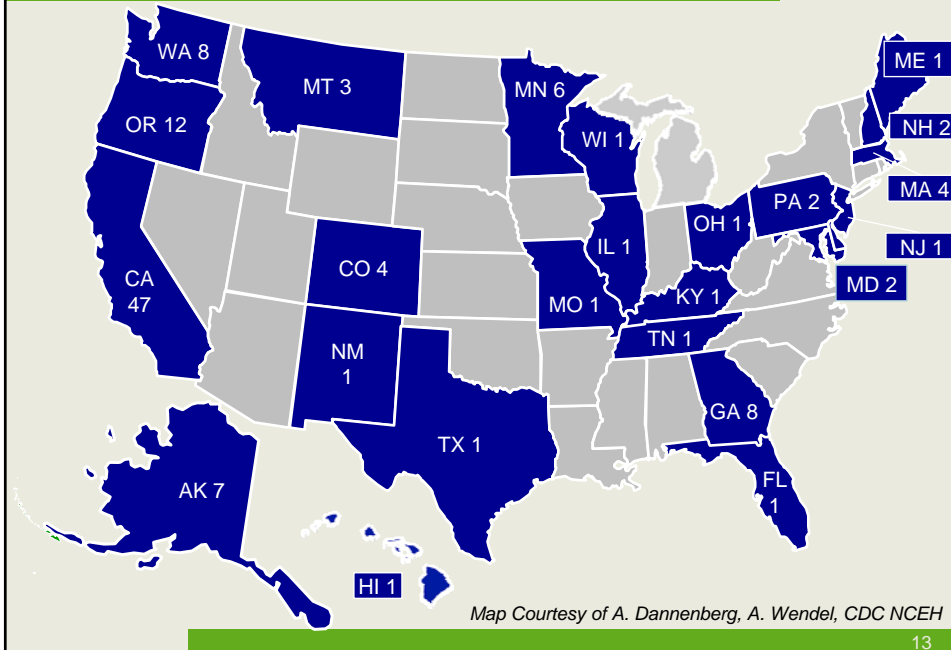 WA 8
MT 3
MN 6
ME 1
OR 12
WI 1
NH 2
MA 4
PA 2
OH 1
NJ 1
IL 1
CO 4
CA
47
MD 2
MO 1
KY 1
TN 1
NM
1
GA 8
TX 1
FL
1
AK 7
HI 1
Map Courtesy of A. Dannenberg, A. Wendel, CDC NCEH
13